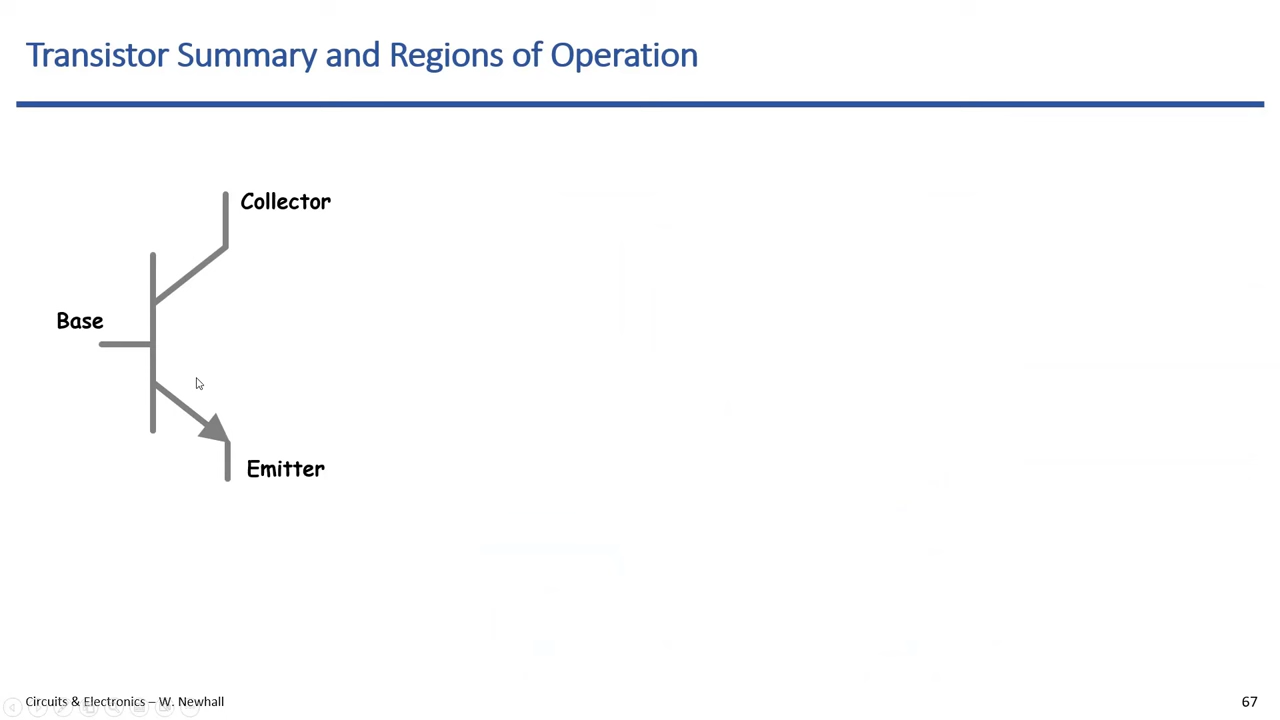 Transistor Summary and Regions of Operation
Collector
Base
Emitter
Circuits & Electronics – W. Newhall
67